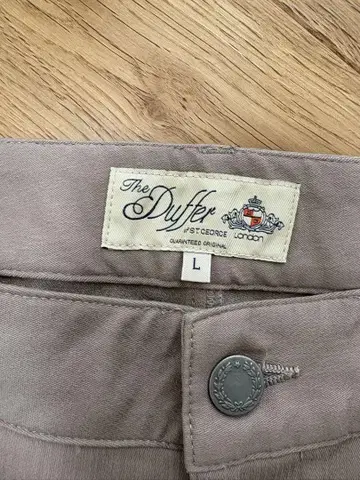 The
Duffer
of ST.GEORGE LONDON
GUARANTEED ORIGINAL
L